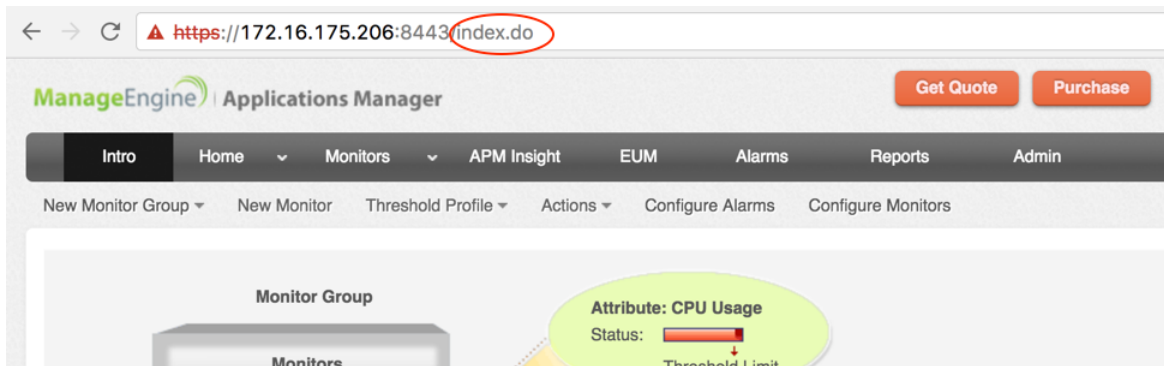 https://172.16.175.206:8443/index.do
ManageEngine Applications Manager
Get Quote Purchase
Intro Home Monitors APM Insight EUM Alarms Reports Admin
New Monitor Group New Monitor Threshold Profile Actions Configure Alarms Configure Monitors
Monitor Group
Attribute: CPU Usage
Status:
Monitors
Threshold Limit